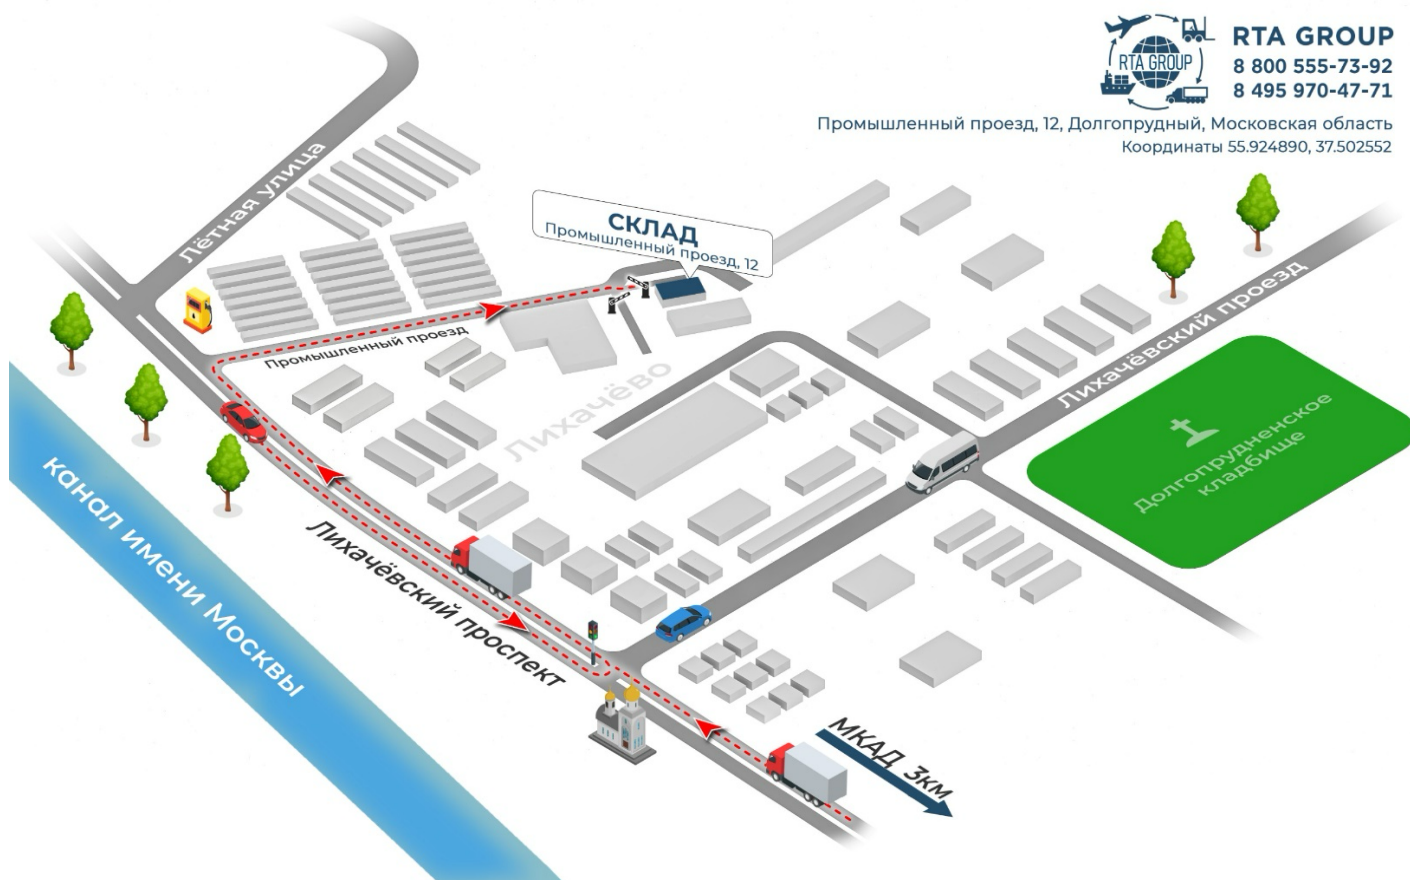 RTA GROUP
RTA GROUP
8 800 555-73-92
8 495 970-47-71
Промышленный проезд, 12, Долгопрудный, Московская область
Координаты 55.924890, 37.502552
Лётная улица
СКЛАД
Промышленный проезд, 12
Промышленный проезд
Лихачёво
Лихачёвский проезд
Долгопрудненское
кладбище
канал имени Москвы
Лихачёвский проспект
МКАД 3км